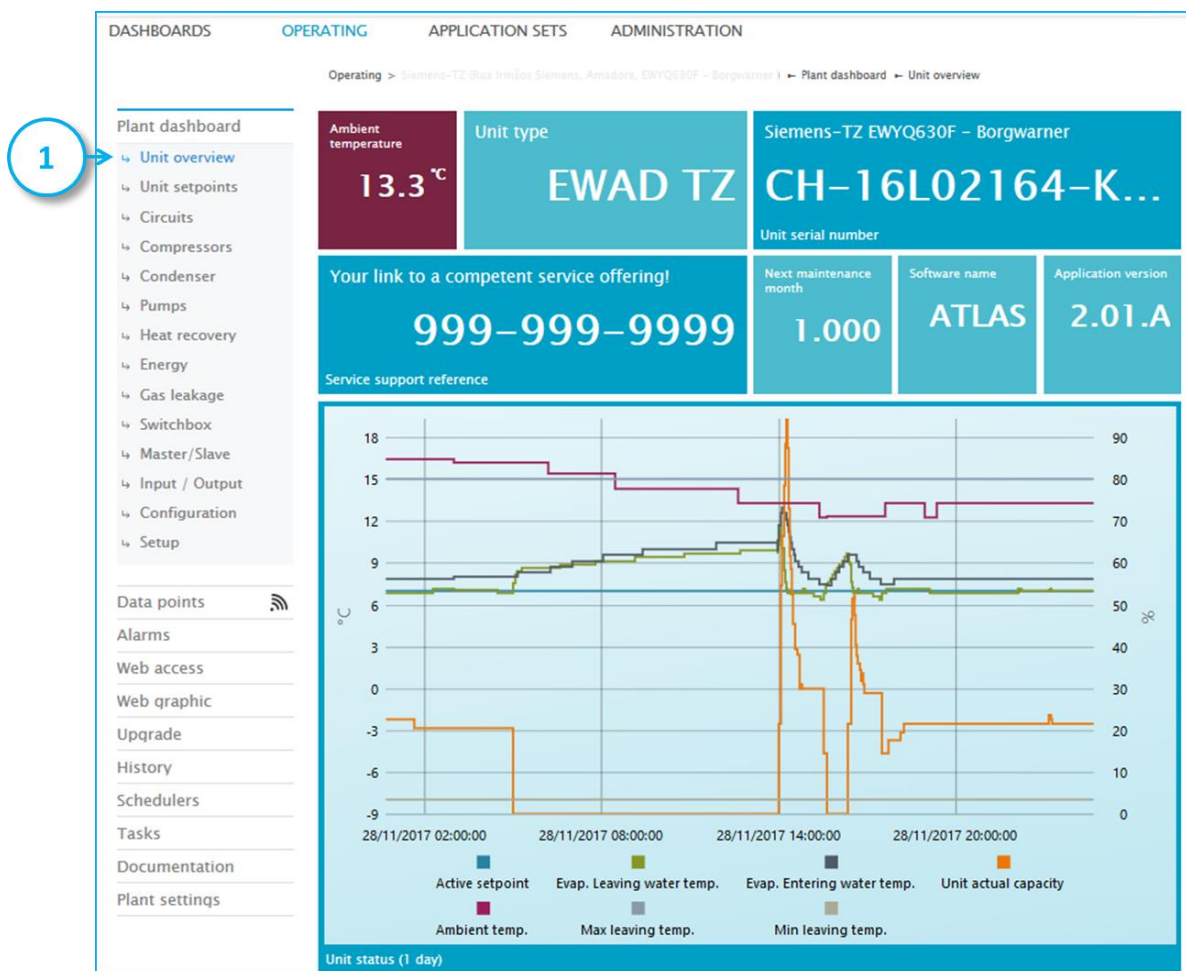 DASHBOARDS OPERATING APPLICATION SETS ADMINISTRATION
Operating > Siemens-TZ (Rua Irmãos Siemens, Amadora, EWYQ630F - Borgwarner ) ← Plant dashboard ← Unit overview
1
Plant dashboard
Unit overview
Unit setpoints
Circuits
Compressors
Condenser
Pumps
Heat recovery
Energy
Gas leakage
Switchbox
Master/Slave
Input / Output
Configuration
Setup
Data points
Alarms
Web access
Web graphic
Upgrade
History
Schedulers
Tasks
Documentation
Plant settings
Ambient
temperature
13.3 °C
Unit type
EWAD TZ
Siemens-TZ EWYQ630F - Borgwarner
CH-16L02164-K...
Unit serial number
Your link to a competent service offering!
999-999-9999
Service support reference
Next maintenance
month
1.000
Software name
ATLAS
Application version
2.01.A
18 90
15 80
12 70
9 60
6 50
°C %
3 40
0 30
-3 20
-6 10
-9 0
28/11/2017 02:00:00 28/11/2017 08:00:00 28/11/2017 14:00:00 28/11/2017 20:00:00
Active setpoint Evap. Leaving water temp. Evap. Entering water temp. Unit actual capacity
Ambient temp. Max leaving temp. Min leaving temp.
Unit status (1 day)